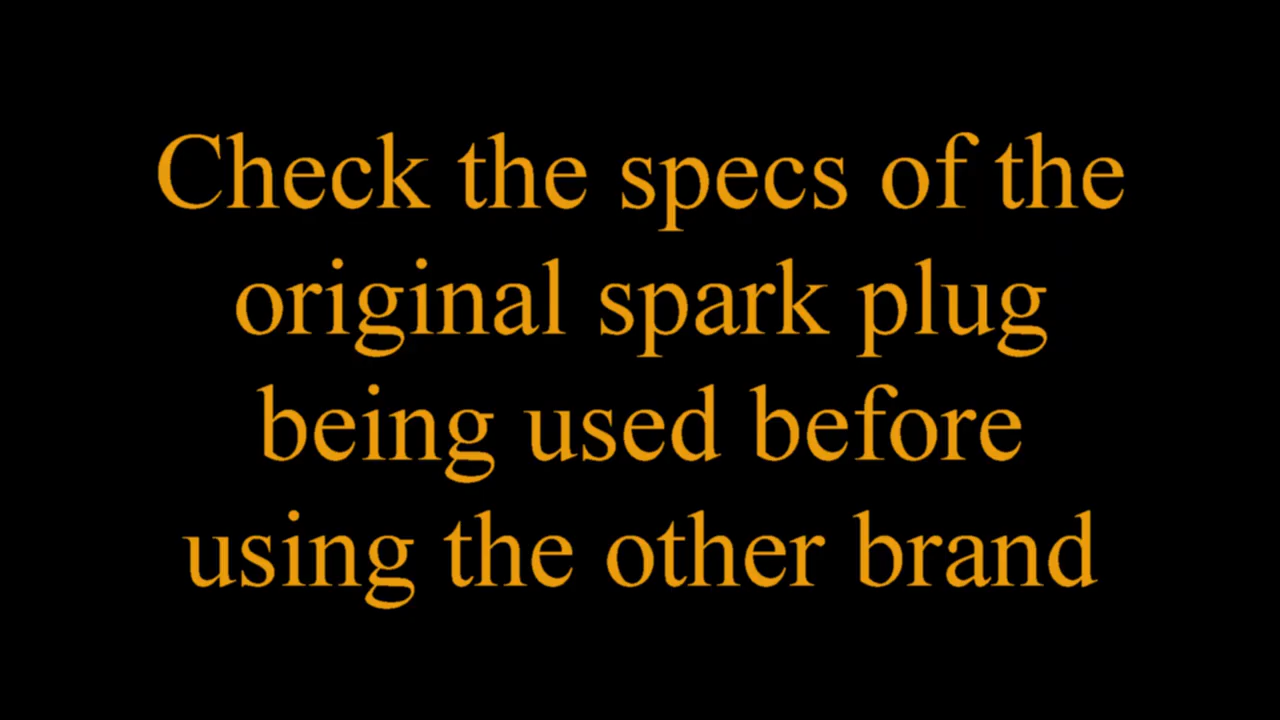 Check the specs of the
original spark plug
being used before
using the other brand